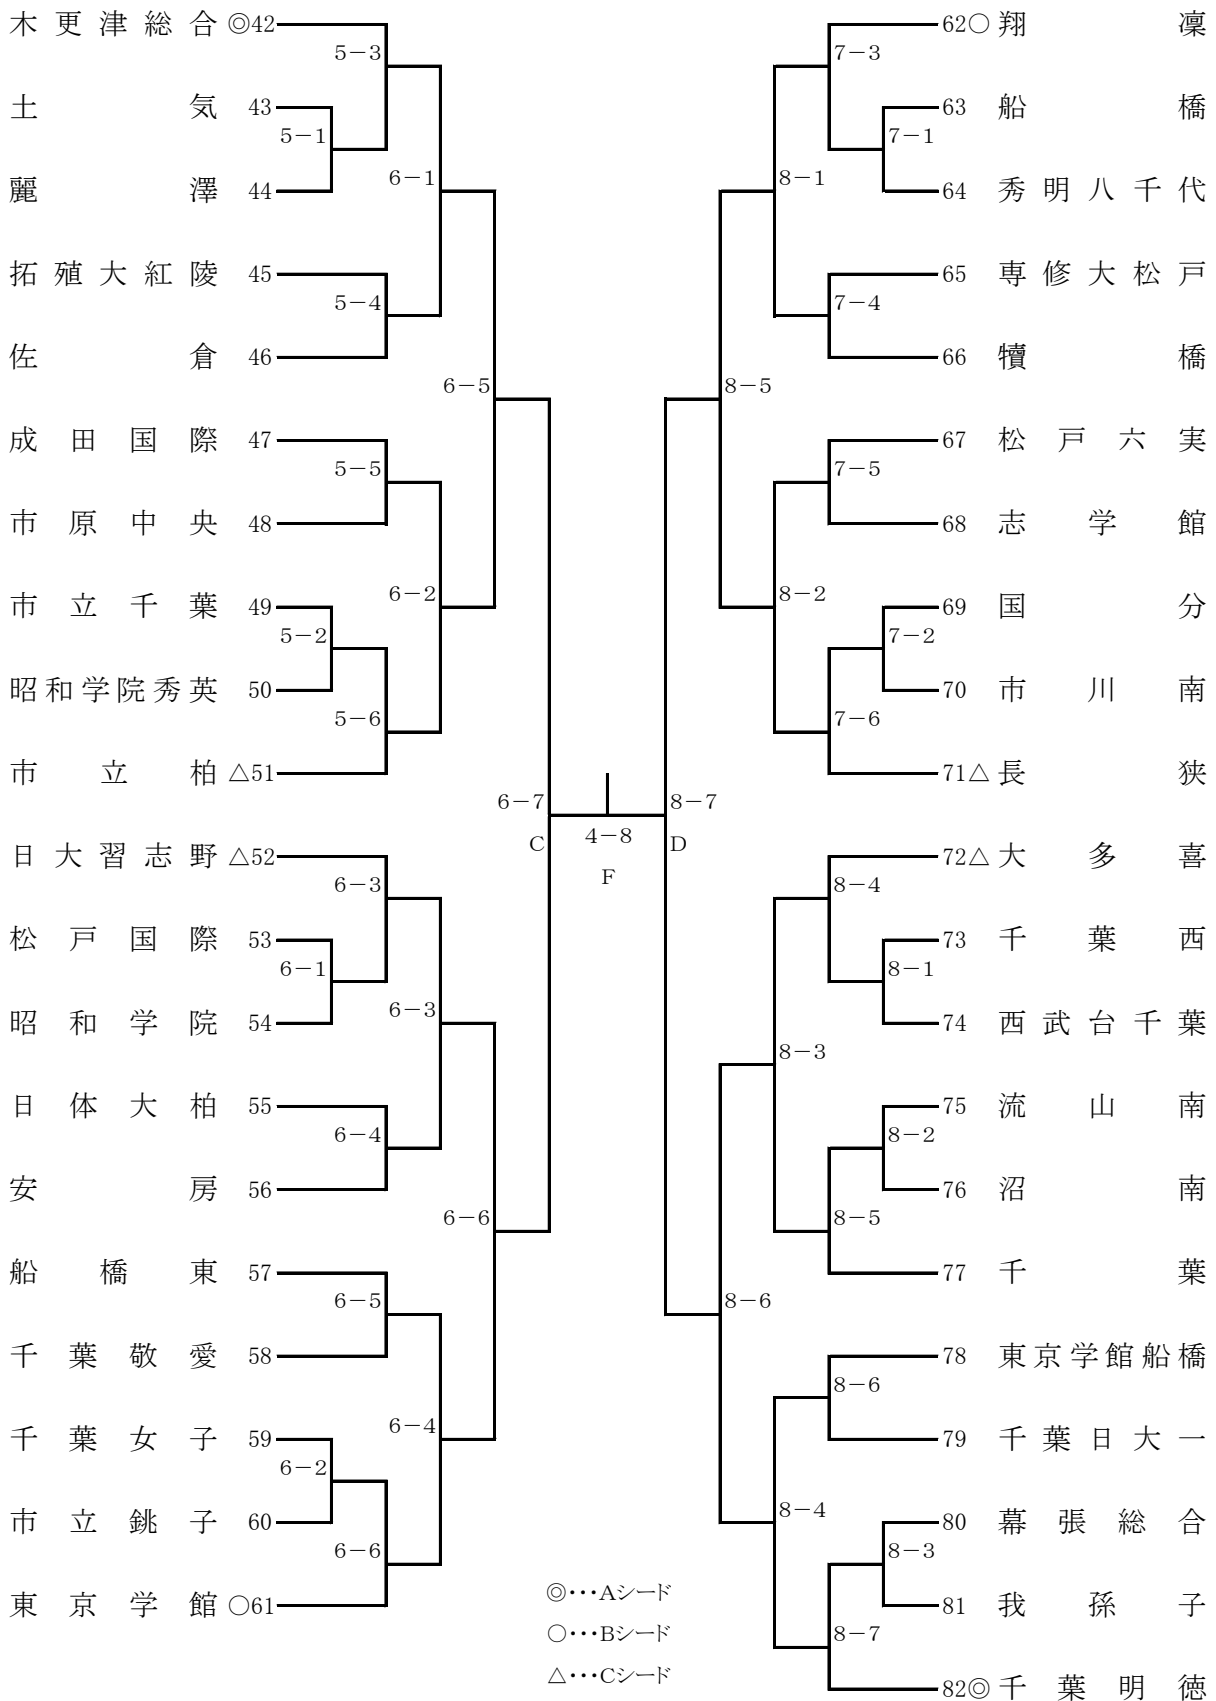 木更津総合 ◎42
5－3
土気 43
5－1
麗澤 44
6－1
拓殖大紅陵 45
5－4
佐倉 46
6－5
成田国際 47
5－5
市原中央 48
6－2
市立千葉 49
5－2
昭和学院秀英 50
5－6
市立柏 △51
6－7
C
日大習志野 △52
6－3
松戸国際 53
6－1
昭和学院 54
6－3
日体大柏 55
6－4
安房 56
6－6
船橋東 57
6－5
千葉敬愛 58
6－4
千葉女子 59
6－2
市立銚子 60
6－6
東京学館 ○61
4－8
F
62○ 翔凜
7－3
63 船橋
7－1
64 秀明八千代
8－1
65 専修大松戸
7－4
66 犢橋
8－5
67 松戸六実
7－5
68 志学館
8－2
69 国分
7－2
70 市川南
7－6
71△ 長狭
8－7
D
72△ 大多喜
8－4
73 千葉西
8－1
74 西武台千葉
8－3
75 流山南
8－2
76 沼南
8－5
77 千葉
8－6
78 東京学館船橋
8－6
79 千葉日大一
8－4
80 幕張総合
8－3
81 我孫子
8－7
82◎ 千葉明徳
◎･･･Aシード
○･･･Bシード
△･･･Cシード